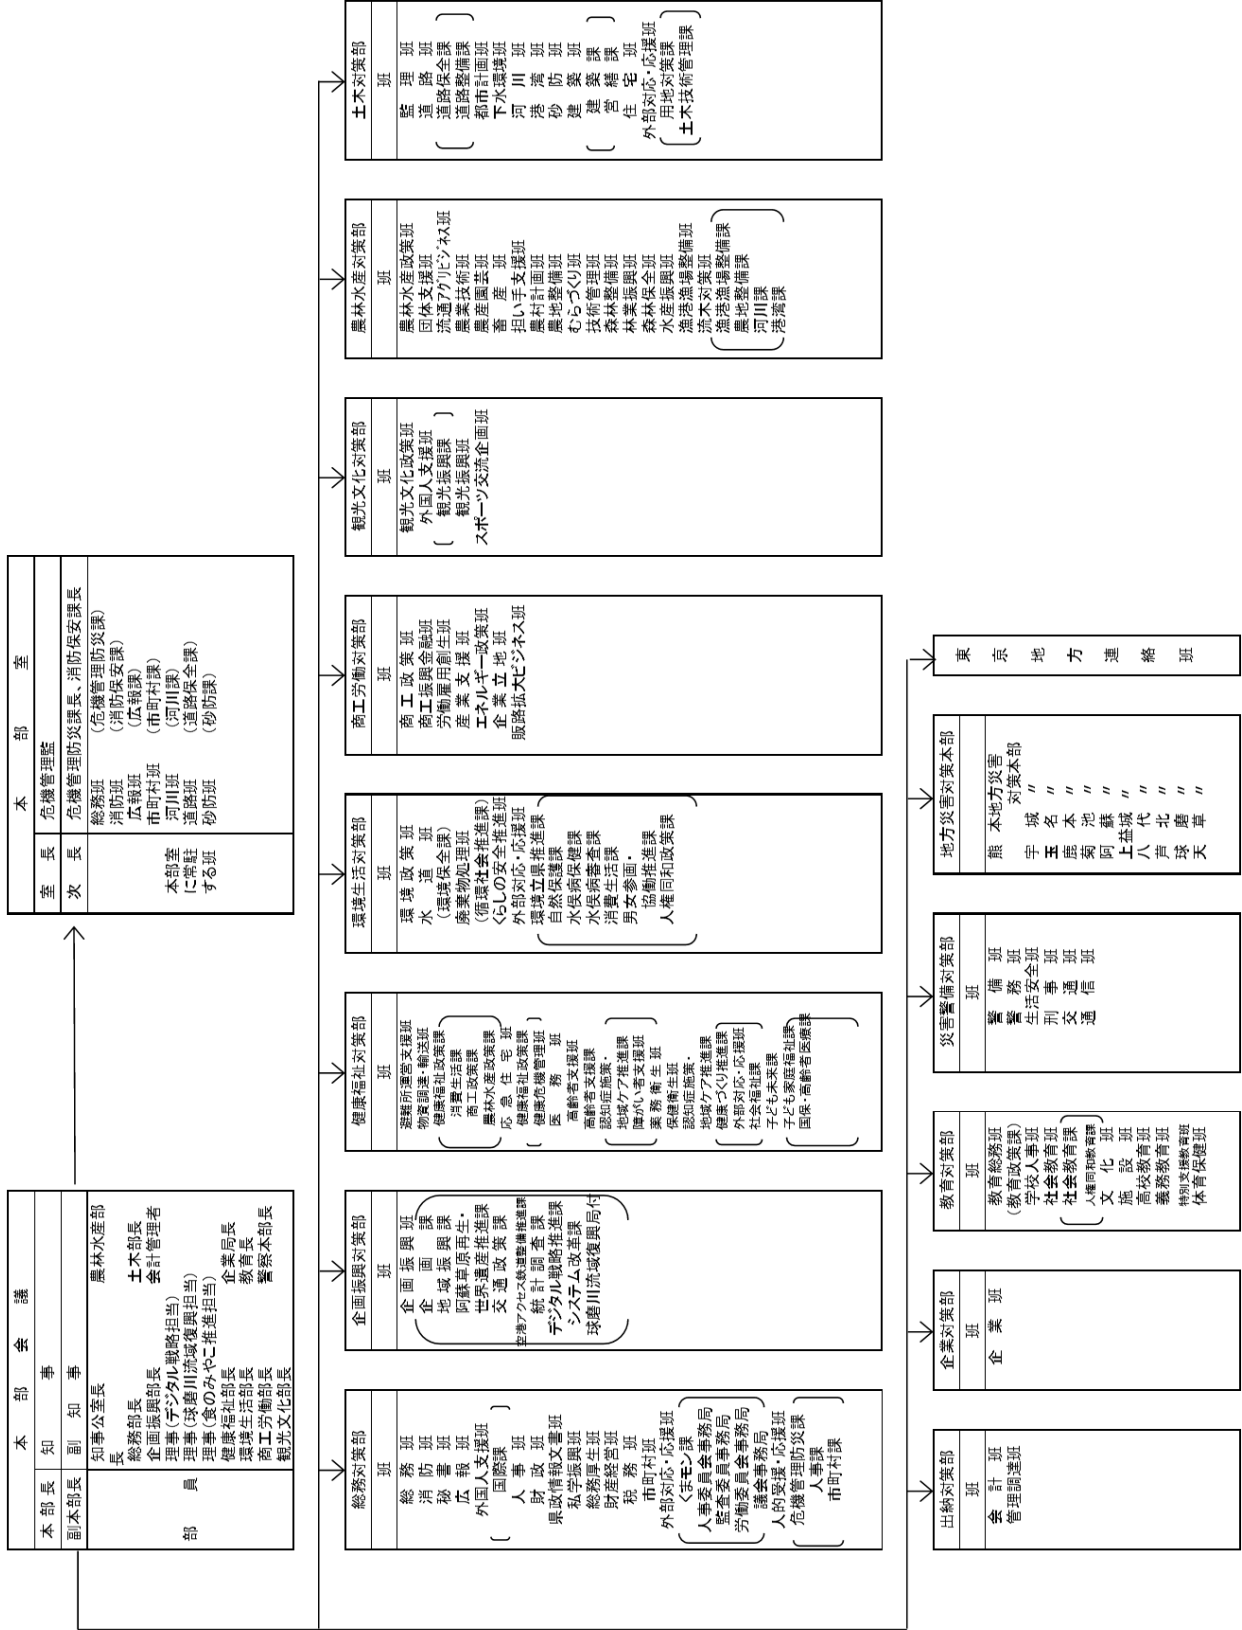 本部会議
本部長 知事
副本部長 副知事
部員
知事公室長 農林水産部
長
総務部長 土木部長
企画振興部長 会計管理者
理事(デジタル戦略担当)
理事(球磨川流域復興担当)
理事(食のみやこ推進担当)
健康福祉部長 企業局長
環境生活部長 教育長
商工労働部長 警察本部長
観光文化部長
本部室
室長 危機管理監
次長 危機管理防災課長、消防保安課長
本部室
に常駐
する班
総務班 (危機管理防災課)
消防班 (消防保安課)
広報班 (広報課)
市町村班 (市町村課)
河川班 (河川課)
道路班 (道路保全課)
砂防班 (砂防課)
総務対策部
班
総務班
消防班
秘書班
広報班
外国人支援班
〔国際課〕
人事班
財政班
県政情報文書班
私学振興班
総務厚生班
財産経営班
税務班
市町村班
外部対応・応援班
くまモン課
人事委員会事務局
監査委員事務局
労働委員会事務局
議会事務局
人的受援・応援班
危機管理防災課
人事課
市町村課
企画振興対策部
班
企画振興班
企画課
地域振興課
阿蘇草原再生・
世界遺産推進課
交通政策課
空港アクセス鉄道整備推進課
統計調査課
デジタル戦略推進課
システム改革課
球磨川流域復興局付
健康福祉対策部
班
避難所運営支援班
物資調達・輸送班
健康福祉政策課
消費生活課
商工政策課
農林水産政策課
応急住宅班
〔健康福祉政策課〕
健康危機管理班
医務班
高齢者支援班
高齢者支援課
認知症施策・
地域ケア推進課
障がい者支援班
薬務衛生班
保健衛生班
認知症施策・
地域ケア推進課
健康づくり推進課
外部対応・応援班
社会福祉課
子ども未来課
子ども家庭福祉課
国保・高齢者医療課
環境生活対策部
班
環境政策班
水道班
(環境保全課)
廃棄物処理班
(循環社会推進課)
くらしの安全推進班
外部対応・応援班
環境立県推進課
自然保護課
水俣病保健課
水俣病審査課
消費生活課
男女参画・
協働推進課
人権同和政策課
商工労働対策部
班
商工政策班
商工振興金融班
労働雇用創生班
産業支援班
エネルギー政策班
企業立地班
販路拡大ビジネス班
観光文化対策部
班
観光文化政策班
外国人支援班
〔観光振興課〕
観光振興班
スポーツ交流企画班
農林水産対策部
班
農林水産政策班
団体支援班
流通アグリビジネス班
農業技術班
農産園芸班
畜産班
担い手支援班
農村計画班
農地整備班
むらづくり班
技術管理班
森林整備班
林業振興班
森林保全班
水産振興班
漁港漁場整備班
流木対策班
漁港漁場整備課
農地整備課
河川課
港湾課
土木対策部
班
監理班
道路班
道路保全課
道路整備課
都市計画班
下水環境班
河川班
港湾班
砂防班
建築班
建築課
営繕課
住宅班
外部対応・応援班
用地対策課
土木技術管理課
出納対策部
班
会計班
管理調達班
企業対策部
班
企業班
教育対策部
班
教育総務班
(教育政策課)
学校人事班
社会教育班
社会教育課
人権同和教育課
文化班
施設班
高校教育班
義務教育班
特別支援教育班
体育保健班
災害警備対策部
班
警備班
警務班
生活安全班
刑事班
交通班
通信班
地方災害対策本部
熊本地方災害
対策本部
宇城 〃
玉名 〃
鹿本 〃
菊池 〃
阿蘇 〃
上益城 〃
八代 〃
芦北 〃
球磨 〃
天草 〃
東京地方連絡班